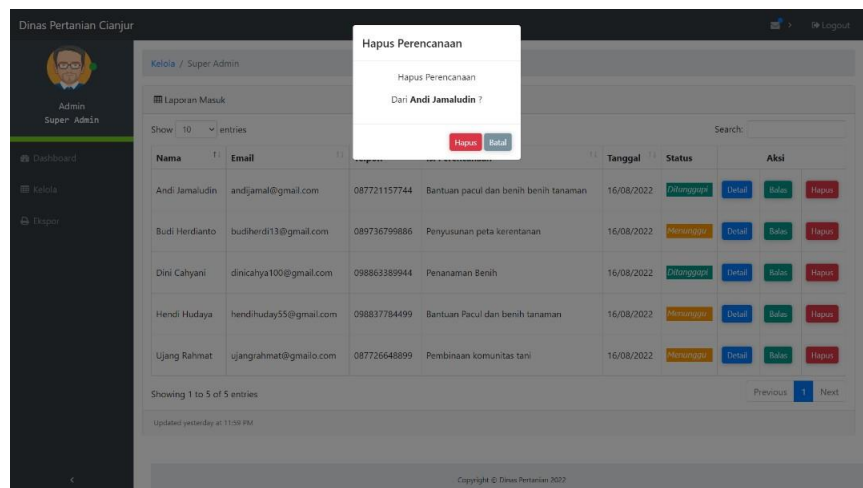 Dinas Pertanian Cianjur
Logout
Hapus Perencanaan
Hapus Perencanaan
Dari Andi Jamaludin ?
Hapus Batal
Admin
Super Admin
Dashboard
Kelola
Ekspor
Kelola / Super Admin
Laporan Masuk
Show 10 entries Search:
Nama Email Tanggal Status Aksi
Andi Jamaludin andijamal@gmail.com 087721157744 Bantuan pacul dan benih benih tanaman 16/08/2022 Ditanggapi Detail Balas Hapus
Budi Herdianto budiherdi13@gmail.com 089736799886 Penyusunan peta kerentanan 16/08/2022 Menunggu Detail Balas Hapus
Dini Cahyani dinicahya100@gmail.com 098863389944 Penanaman Benih 16/08/2022 Ditanggapi Detail Balas Hapus
Hendi Hudaya hendihuday55@gmail.com 098837784499 Bantuan Pacul dan benih tanaman 16/08/2022 Menunggu Detail Balas Hapus
Ujang Rahmat ujangrahmat@gmailo.com 087726648899 Pembinaan komunitas tani 16/08/2022 Menunggu Detail Balas Hapus
Showing 1 to 5 of 5 entries Previous 1 Next
Updated yesterday at 11:59 PM
Copyright © Dinas Pertanian 2022